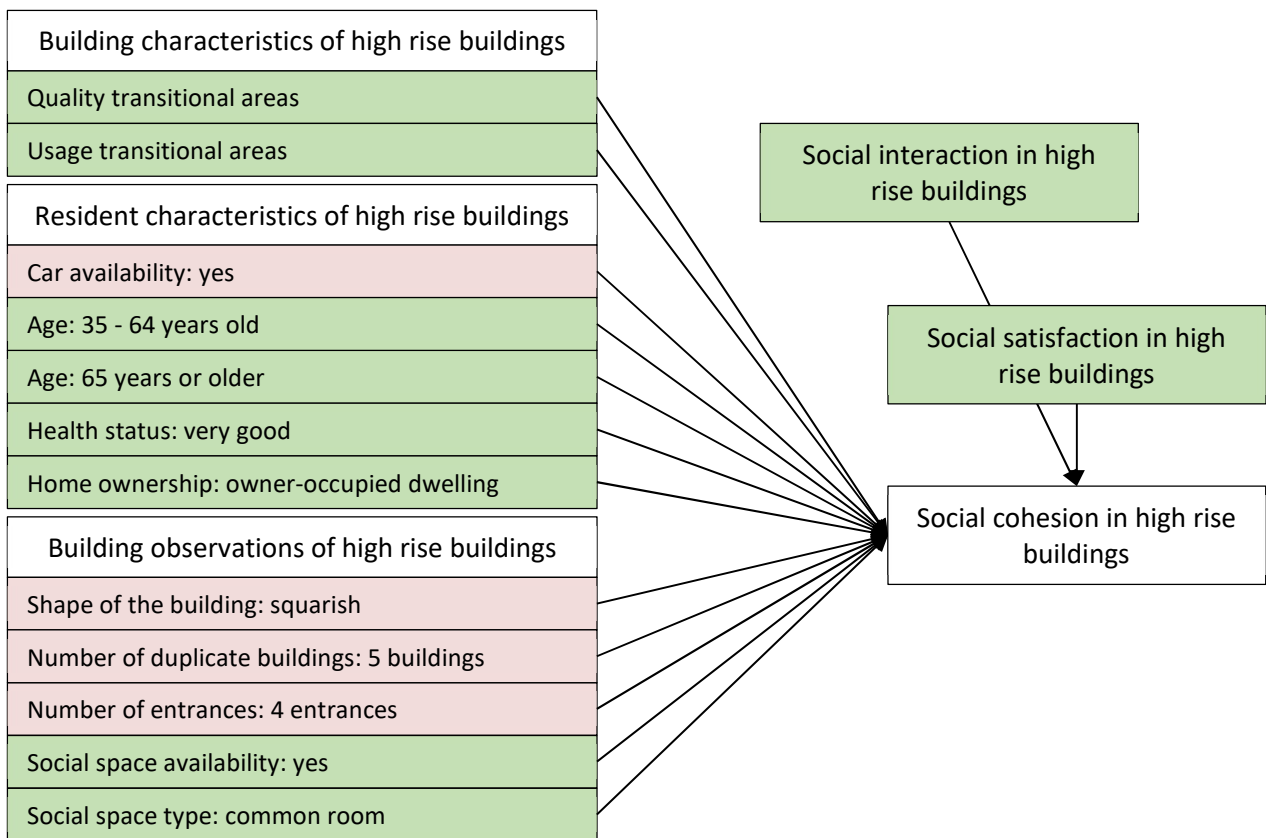 Building characteristics of high rise buildings
Quality transitional areas
Usage transitional areas
Resident characteristics of high rise buildings
Car availability: yes
Age: 35 - 64 years old
Age: 65 years or older
Health status: very good
Home ownership: owner-occupied dwelling
Building observations of high rise buildings
Shape of the building: squarish
Number of duplicate buildings: 5 buildings
Number of entrances: 4 entrances
Social space availability: yes
Social space type: common room
Social interaction in high
rise buildings
Social satisfaction in high
rise buildings
Social cohesion in high rise
buildings